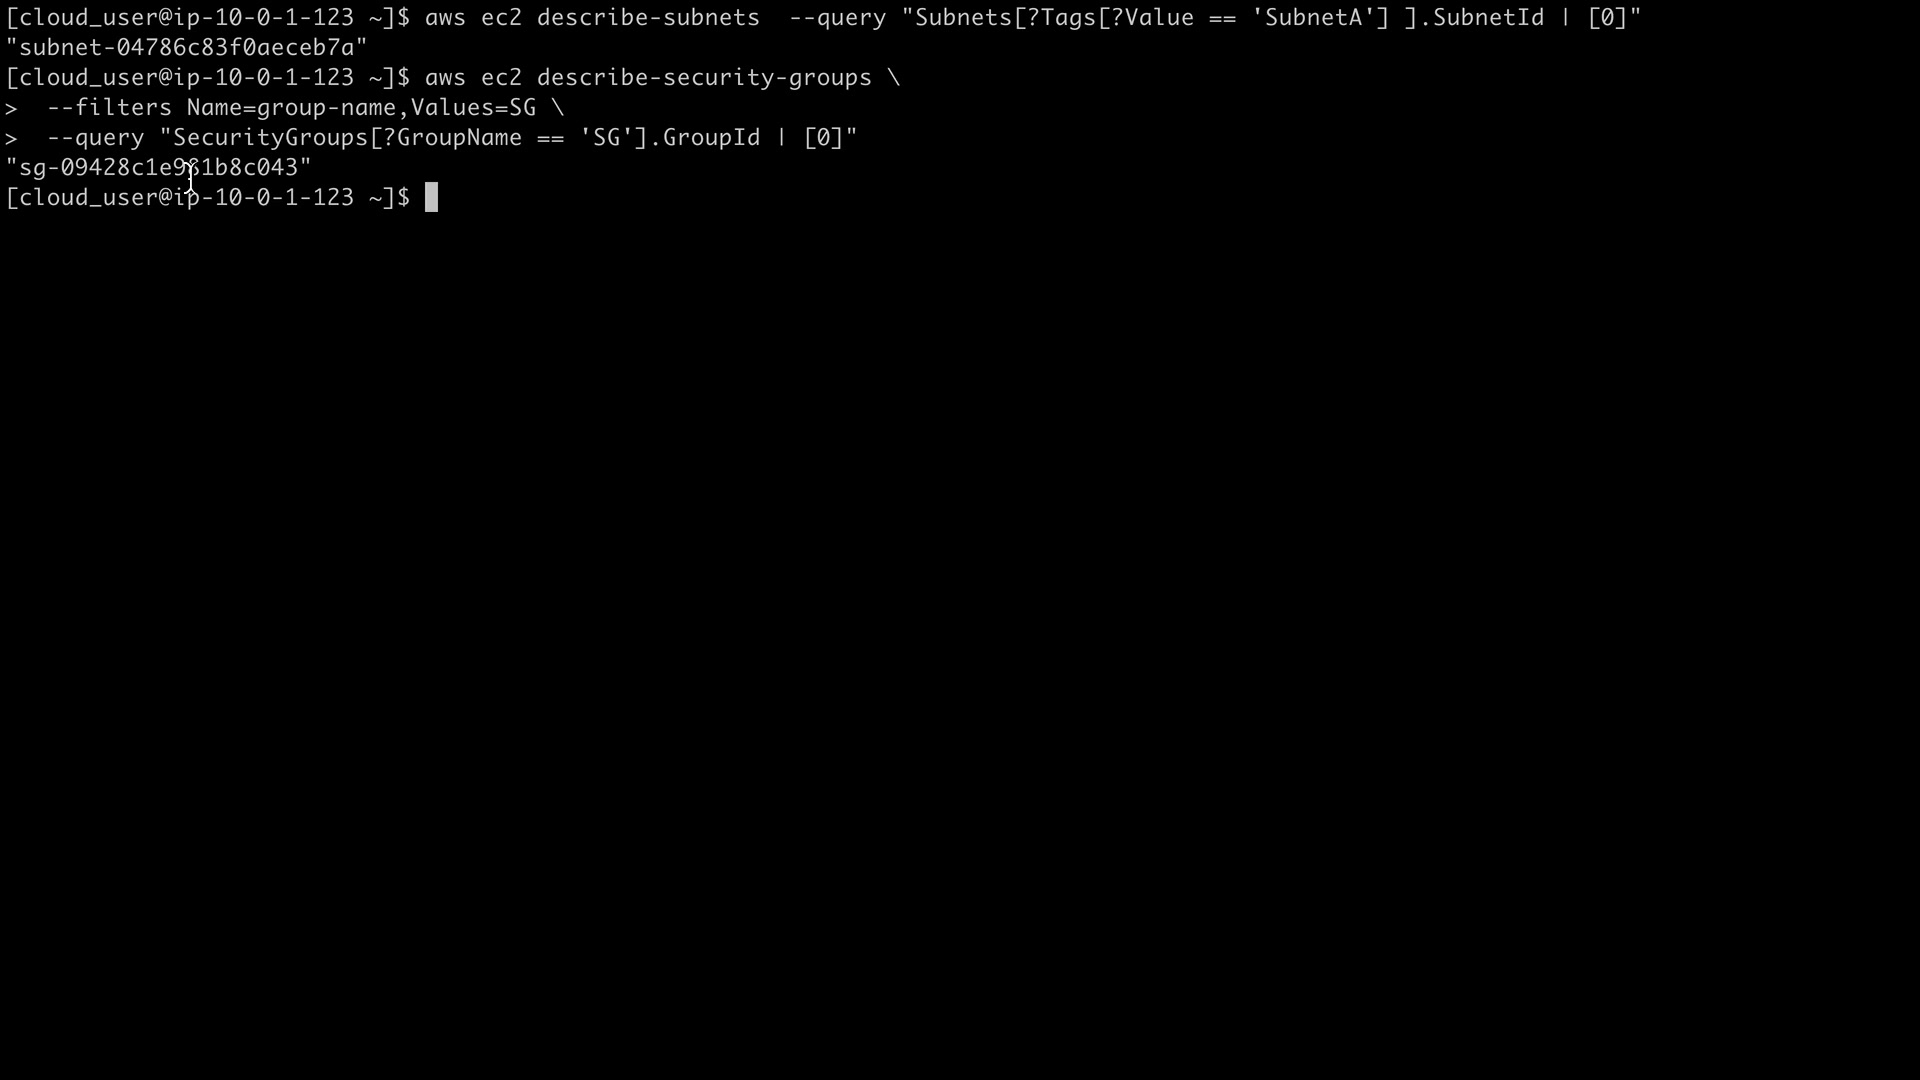 [cloud_user@ip-10-0-1-123 ~]$ aws ec2 describe-subnets  --query "Subnets[?Tags[?Value == 'SubnetA'] ].SubnetId | [0]"
"subnet-04786c83f0aeceb7a"
[cloud_user@ip-10-0-1-123 ~]$ aws ec2 describe-security-groups \
>  --filters Name=group-name,Values=SG \
>  --query "SecurityGroups[?GroupName == 'SG'].GroupId | [0]"
[cloud_user@ip-10-0-1-123 ~]$